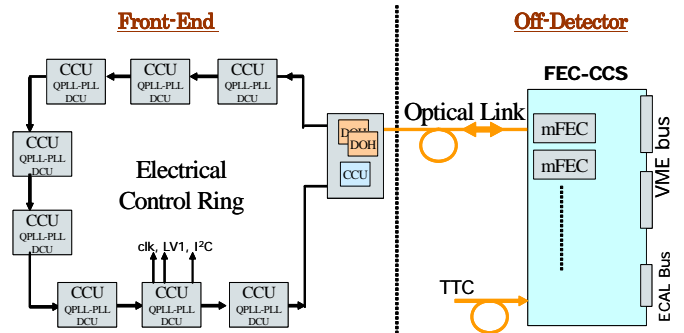 Front-End
Off-Detector
FEC-CCS
CCU
QPLL-PLL
DCU
CCU
QPLL-PLL
DCU
CCU
QPLL-PLL
DCU
Optical Link
mFEC
mFEC
VME bus
DOH
DOH
CCU
CCU
QPLL-PLL
DCU
Electrical
Control Ring
CCU
QPLL-PLL
DCU
clk, LV1, I²C
CCU
QPLL-PLL
DCU
CCU
QPLL-PLL
DCU
CCU
QPLL-PLL
DCU
TTC
ECAL Bus